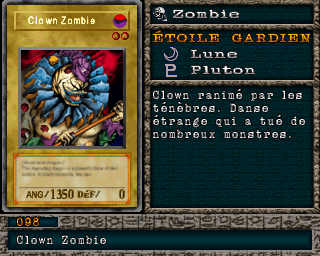 Clown Zombie
ANG/1350 DÉF/ 0
Zombie
ÉTOILE GARDIEN
Lune
Pluton
Clown ranimé par les
ténèbres. Danse
étrange qui a tué de
nombreux monstres.
098
Clown Zombie